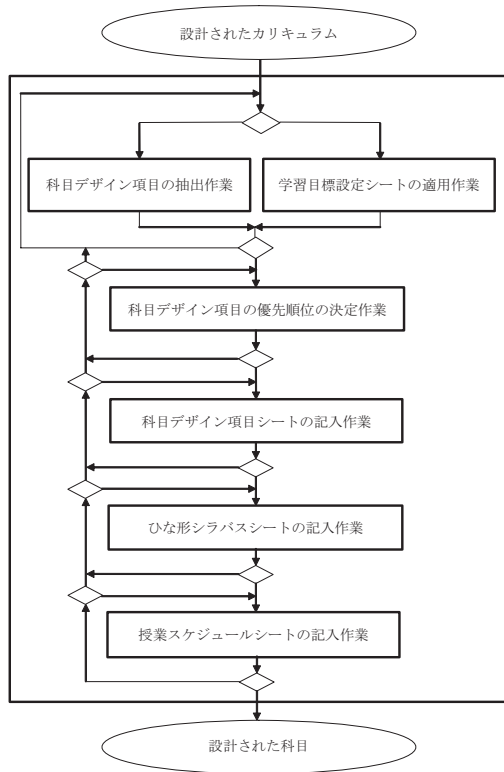 設計されたカリキュラム
科目デザイン項目の抽出作業
学習目標設定シートの適用作業
科目デザイン項目の優先順位の決定作業
科目デザイン項目シートの記入作業
ひな形シラバスシートの記入作業
授業スケジュールシートの記入作業
設計された科目